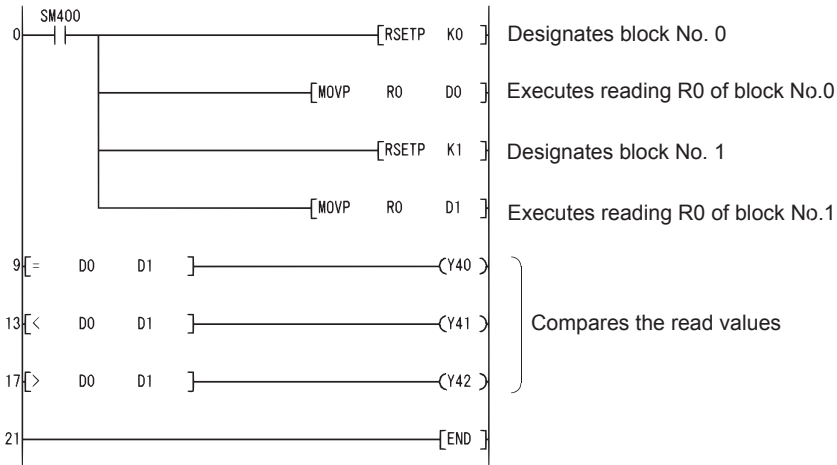 SM400
0 [RSETP K0 ] Designates block No. 0
[MOVP R0 D0 ] Executes reading R0 of block No.0
[RSETP K1 ] Designates block No. 1
[MOVP R0 D1 ] Executes reading R0 of block No.1
9 [= D0 D1 ] (Y40 )
13 [< D0 D1 ] (Y41 ) Compares the read values
17 [> D0 D1 ] (Y42 )
21 [END ]